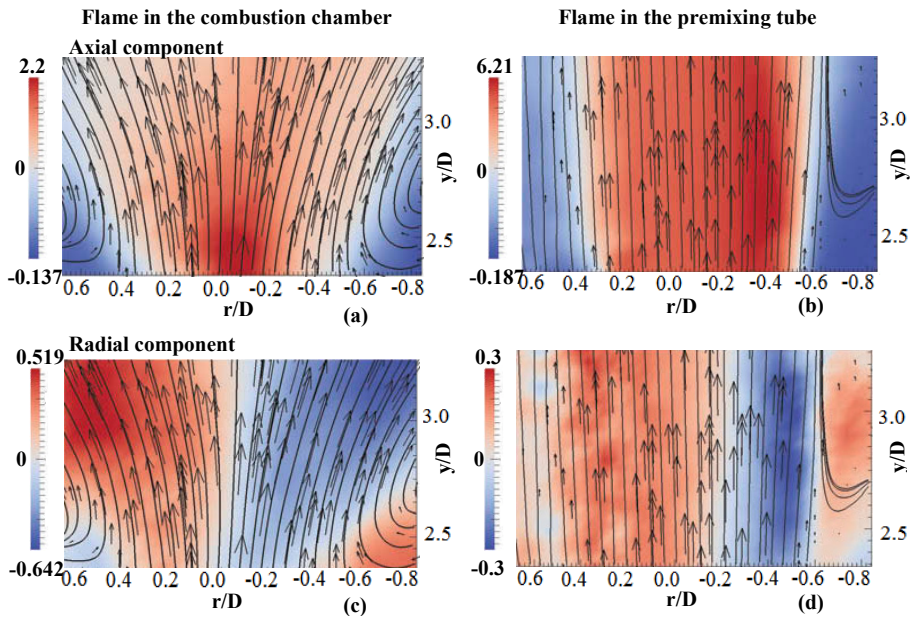 Flame in the combustion chamber
Flame in the premixing tube
Axial component
2.2
0
-0.137
3.0
2.5
y/D
0.6 0.4 0.2 0.0 -0.2 -0.4 -0.6 -0.8
r/D
(a)
6.21
0
-0.187
3.0
2.5
y/D
0.6 0.4 0.2 0.0 -0.2 -0.4 -0.6 -0.8
r/D
(b)
Radial component
0.519
0
-0.642
3.0
2.5
y/D
0.6 0.4 0.2 0.0 -0.2 -0.4 -0.6 -0.8
r/D
(c)
0.3
0
-0.3
3.0
2.5
y/D
0.6 0.4 0.2 0.0 -0.2 -0.4 -0.6 -0.8
r/D
(d)